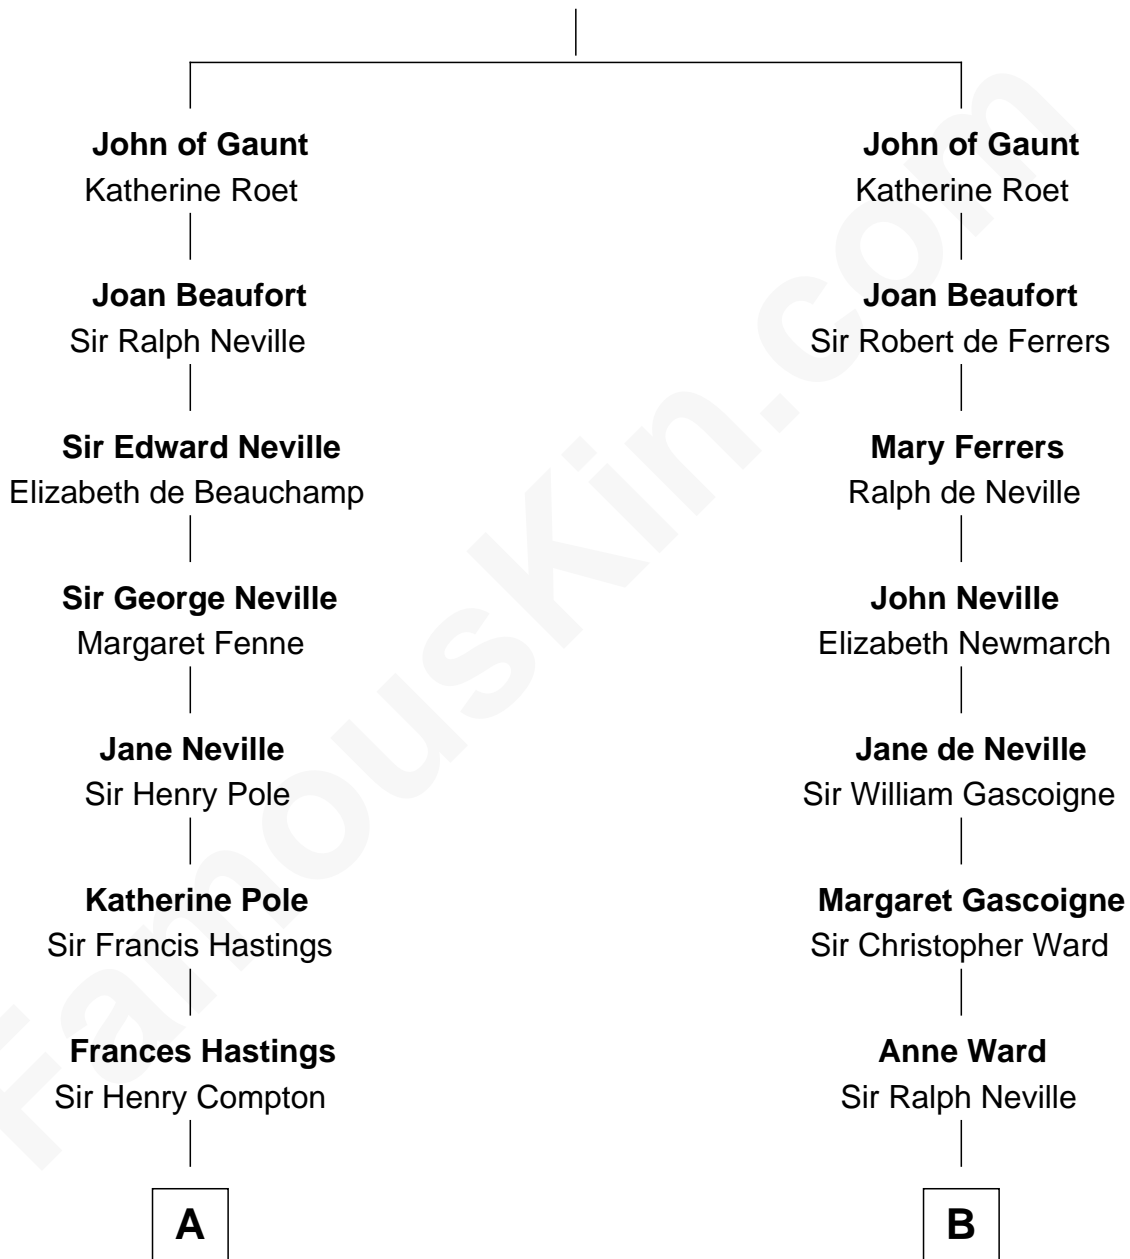 John of Gaunt
Katherine Roet
Joan Beaufort
Sir Ralph Neville
Sir Edward Neville
Elizabeth de Beauchamp
Sir George Neville
Margaret Fenne
Jane Neville
Sir Henry Pole
Katherine Pole
Sir Francis Hastings
Frances Hastings
Sir Henry Compton
A
John of Gaunt
Katherine Roet
Joan Beaufort
Sir Robert de Ferrers
Mary Ferrers
Ralph de Neville
John Neville
Elizabeth Newmarch
Jane de Neville
Sir William Gascoigne
Margaret Gascoigne
Sir Christopher Ward
Anne Ward
Sir Ralph Neville
B
FamousKin.com